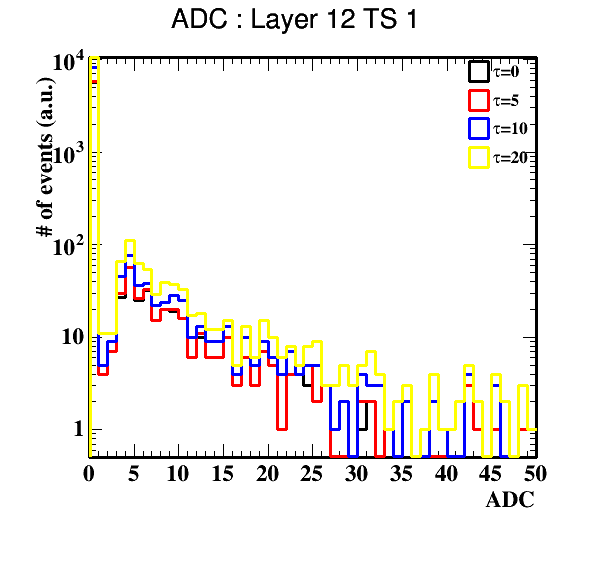 ADC : Layer 12 TS 1
# of events (a.u.)
10^4
10^3
10^2
10
1
τ=0
τ=5
τ=10
τ=20
0 5 10 15 20 25 30 35 40 45 50
ADC